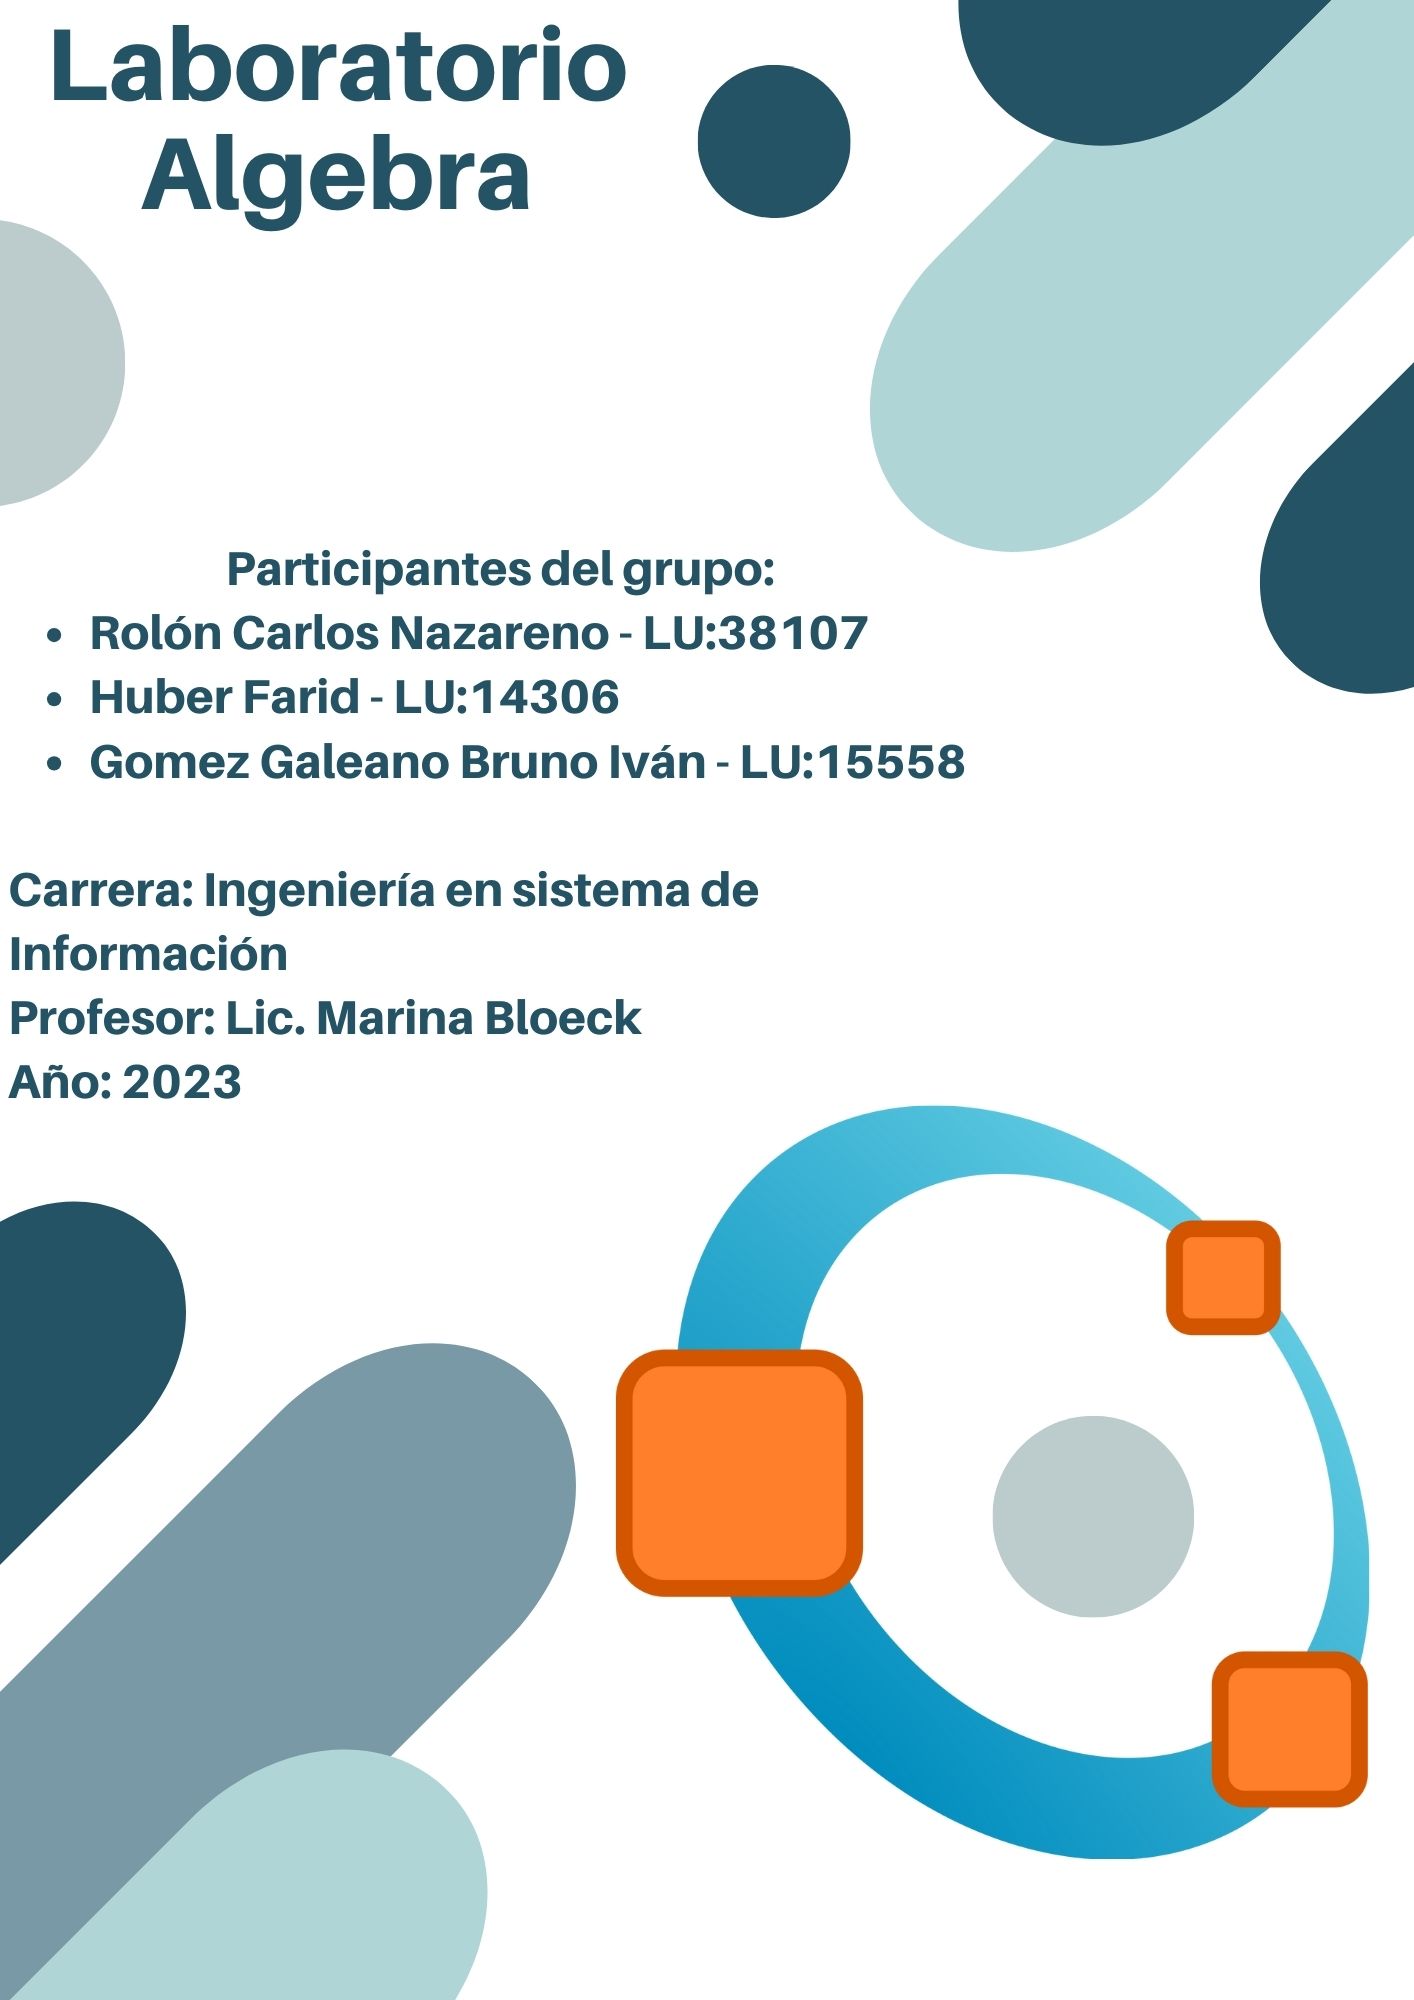 Laboratorio
Algebra
Participantes del grupo:
• Rolón Carlos Nazareno - LU:38107
• Huber Farid - LU:14306
• Gomez Galeano Bruno Iván - LU:15558
Carrera: Ingeniería en sistema de
Información
Profesor: Lic. Marina Bloeck
Año: 2023